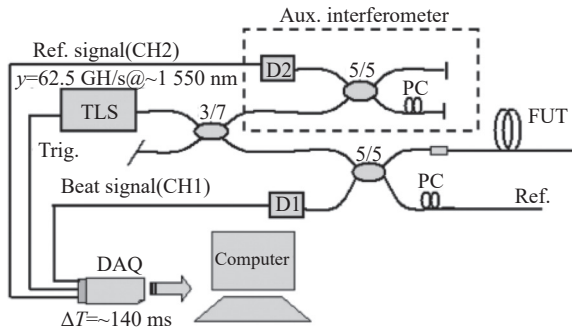 Aux. interferometer
Ref. signal(CH2)
D2
5/5
y=62.5 GH/s@~1 550 nm
PC
TLS
3/7
FUT
Trig.
5/5
Beat signal(CH1)
PC
D1
Ref.
DAQ
Computer
ΔT=~140 ms